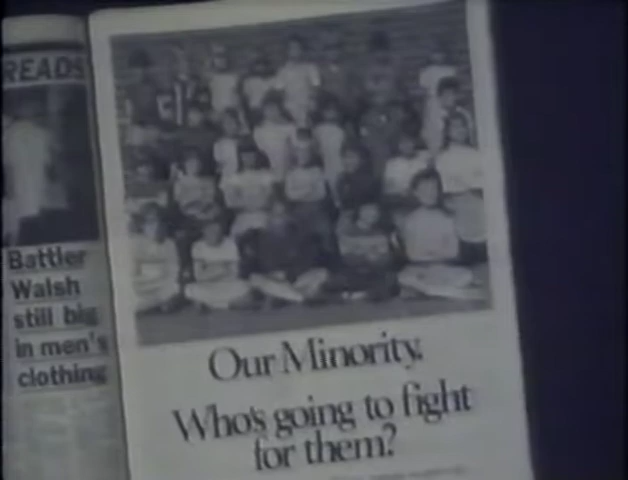 READS
Battler
Walsh
still big
in men's
clothing
Our Minority.
Who's going to fight
for them?